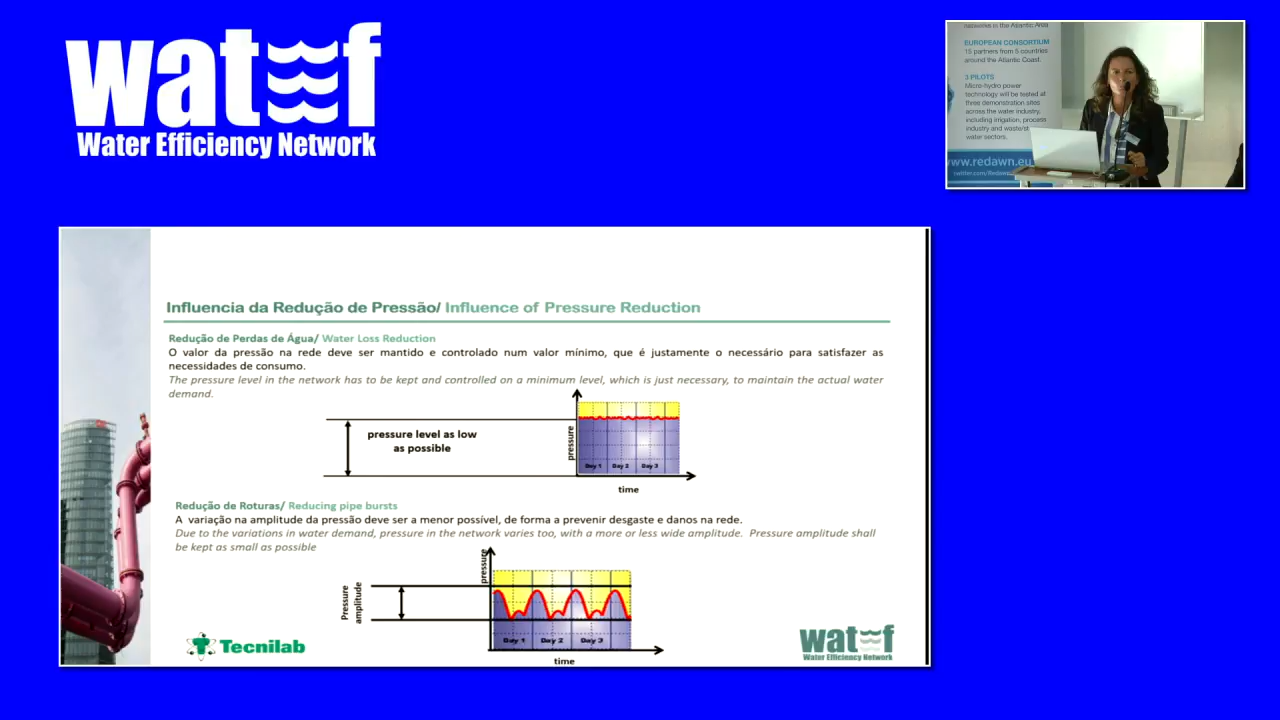 watef
Water Efficiency Network
networks in the Atlantic Area
EUROPEAN CONSORTIUM
15 partners from 5 countries
around the Atlantic Coast.
3 PILOTS
Micro-hydro power
technology will be tested at
three demonstration sites
across the water industry,
including irrigation, process
industry and
water sectors.
www.redawn.eu
Influencia da Redução de Pressão/ Influence of Pressure Reduction
Redução de Perdas de Água/ Water Loss Reduction
O valor da pressão na rede deve ser mantido e controlado num valor mínimo, que é justamente o necessário para satisfazer as
necessidades de consumo.
The pressure level in the network has to be kept and controlled on a minimum level, which is just necessary, to maintain the actual water
demand.
pressure level as low
as possible
pressure
Day 1 Day 2 Day 3
time
Redução de Roturas/ Reducing pipe bursts
A variação na amplitude da pressão deve ser a menor possível, de forma a prevenir desgaste e danos na rede.
Due to the variations in water demand, pressure in the network varies too, with a more or less wide amplitude. Pressure amplitude shall
be kept as small as possible
pressure
Pressure
amplitude
Day 1 Day 2 Day 3
time
Tecnilab
watef
Water Efficiency Network